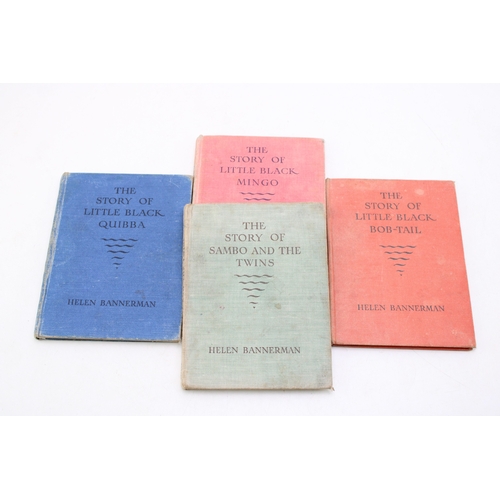 THE
STORY OF
LITTLE BLACK
QUIBBA
HELEN BANNERMAN
THE
STORY OF
LITTLE BLACK
MINGO
THE
STORY OF
SAMBO AND THE
TWINS
HELEN BANNERMAN
THE
STORY OF
LITTLE BLACK
BOB-TAIL
HELEN BANNERMAN